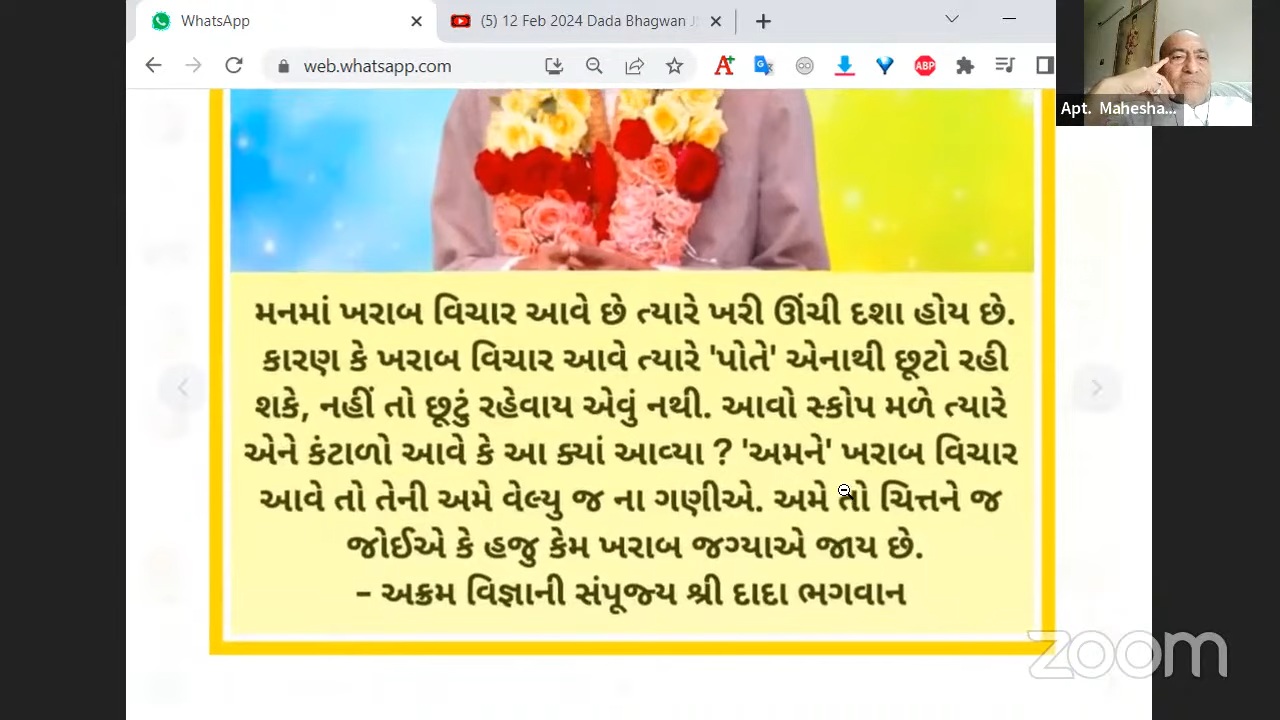 WhatsApp
(5) 12 Feb 2024 Dada Bhagwan
web.whatsapp.com
ABP
Apt. Mahesha...
મનમાં ખરાબ વિચાર આવે છે ત્યારે ખરી ઊંચી દશા હોય છે.
કારણ કે ખરાબ વિચાર આવે ત્યારે 'પોતે' એનાથી છૂટો રહી
શકે, નહીં તો છૂટું રહેવાય એવું નથી. આવો સ્કોપ મળે ત્યારે
એને કંટાળો આવે કે આ ક્યાં આવ્યા ? 'અમને' ખરાબ વિચાર
આવે તો તેની અમે વેલ્યુ જ ના ગણીએ. અમે તો ચિત્તને જ
જોઈએ કે હજુ કેમ ખરાબ જગ્યાએ જાય છે.
- અક્રમ વિજ્ઞાની સંપૂજ્ય શ્રી દાદા ભગવાન
zoom